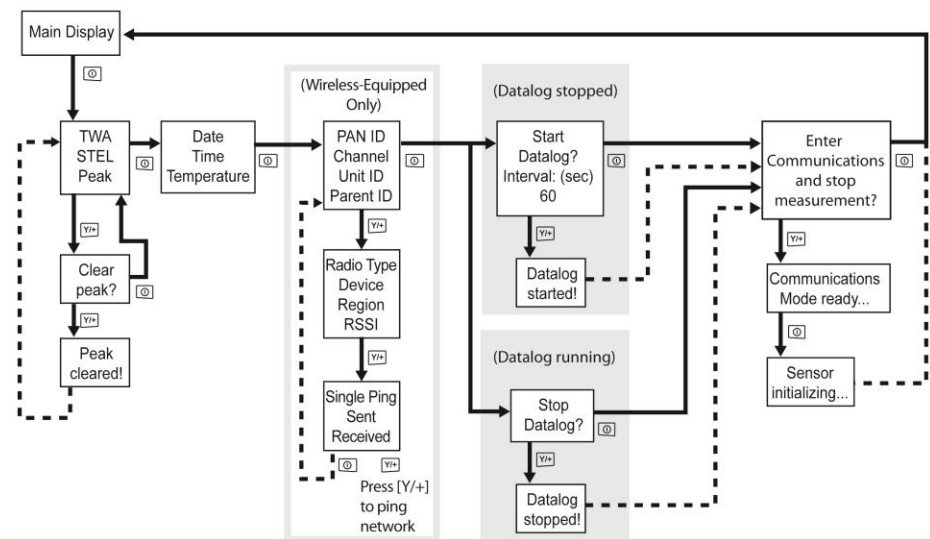 Main Display
TWA
STEL
Peak
Y/+
Clear
peak?
Y/+
Peak
cleared!
Date
Time
Temperature
(Wireless-Equipped
Only)
PAN ID
Channel
Unit ID
Parent ID
Y/+
Radio Type
Device
Region
RSSI
Y/+
Single Ping
Sent
Received
Y/+
Press [Y/+]
to ping
network
(Datalog stopped)
Start
Datalog?
Interval: (sec)
60
Y/+
Datalog
started!
(Datalog running)
Stop
Datalog?
Y/+
Datalog
stopped!
Enter
Communications
and stop
measurement?
Y/+
Communications
Mode ready...
Sensor
initializing...